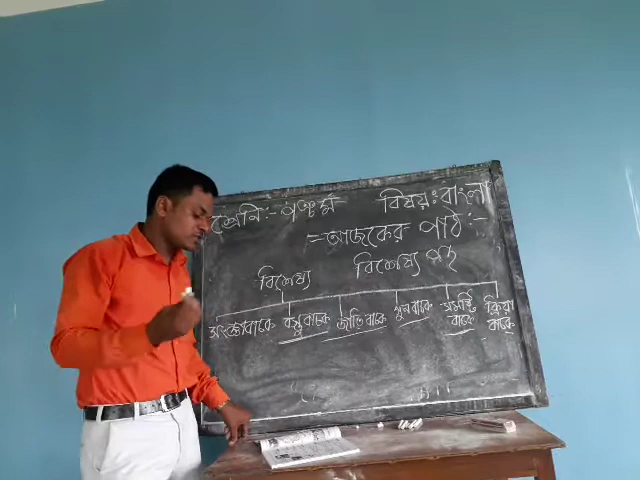 শ্রেনি:- পঞ্চম বিষয়: বাংলা
আজকের পাঠ:-
বিশেষ্য পদ
বিশেষ্য
সংজ্ঞাবাচক বস্তুবাচক জাতিবাচক গুনবাচক সমষ্টি বাচক ক্রিয়া বাচক